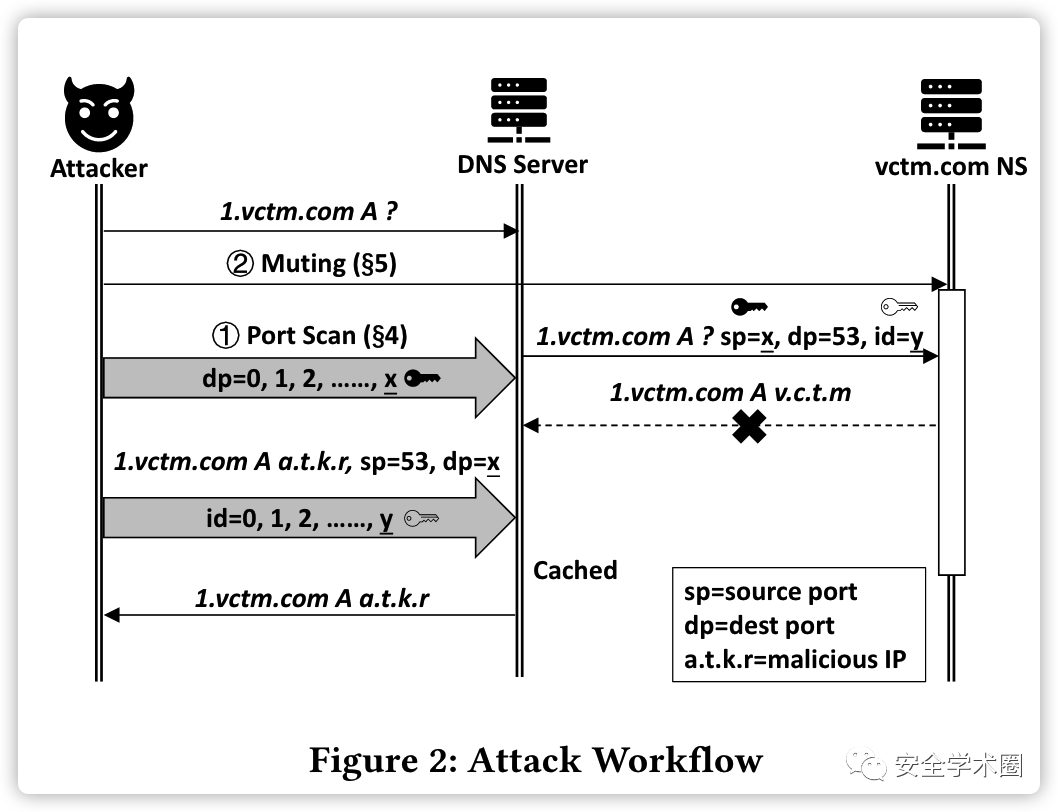 Attacker
DNS Server
vctm.com NS
1.vctm.com A ?
② Muting (§5)
① Port Scan (§4)
1.vctm.com A ? sp=x, dp=53, id=y
dp=0, 1, 2, ……, x
1.vctm.com A v.c.t.m
1.vctm.com A a.t.k.r, sp=53, dp=x
id=0, 1, 2, ……, y
Cached
1.vctm.com A a.t.k.r
sp=source port
dp=dest port
a.t.k.r=malicious IP
Figure 2: Attack Workflow
安全学术圈